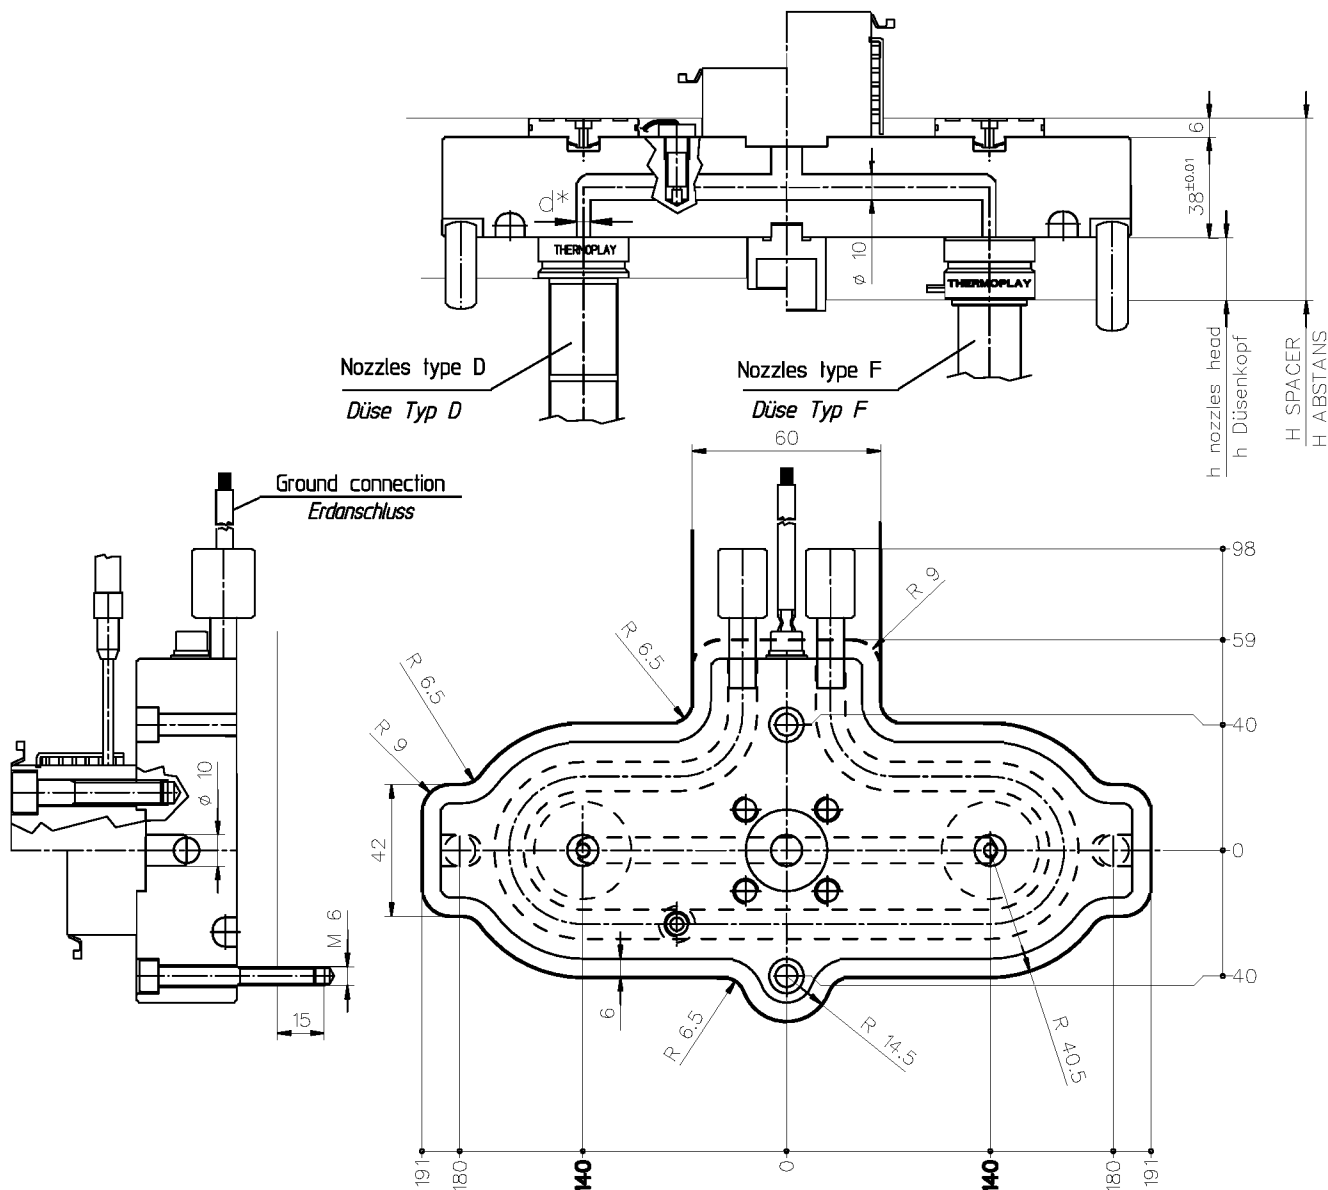 6
38±0.01
d*
THERMOPLAY
ø 10
THERMOPLAY
Nozzles type D
Düse Typ D
Nozzles type F
Düse Typ F
h nozzles head
h Düsenkopf
H SPACER
H ABSTANS
60
Ground connection
Erdanschluss
98
R 9
59
R 6.5
R 6.5
40
R 9
ø 10
42
0
M 6
40
15
6
R 6.5
R 14.5
R 40.5
191
180
140
0
140
180
191